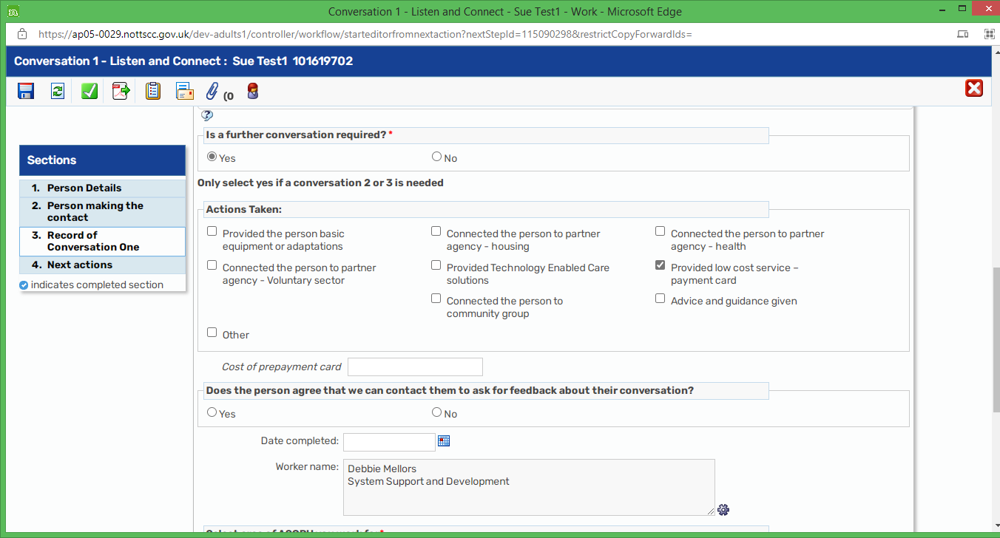 Conversation 1 - Listen and Connect - Sue Test1 - Work - Microsoft Edge
https://ap05-0029.nottscc.gov.uk/dev-adults1/controller/workflow/starteditorfromnextaction?nextStepId=115090298&restrictCopyForwardIds=
Conversation 1 - Listen and Connect : Sue Test1 101619702
(0
Is a further conversation required? *
Yes No
Only select yes if a conversation 2 or 3 is needed
Sections
1. Person Details
2. Person making the
contact
3. Record of
Conversation One
4. Next actions
indicates completed section
Actions Taken:
Provided the person basic
equipment or adaptations
Connected the person to partner
agency - housing
Connected the person to partner
agency - health
Connected the person to partner
agency - Voluntary sector
Provided Technology Enabled Care
solutions
Provided low cost service –
payment card
Connected the person to
community group
Advice and guidance given
Other
Cost of prepayment card
Does the person agree that we can contact them to ask for feedback about their conversation?
Yes No
Date completed:
Worker name:
Debbie Mellors
System Support and Development
Select area of ASCPH you work for *